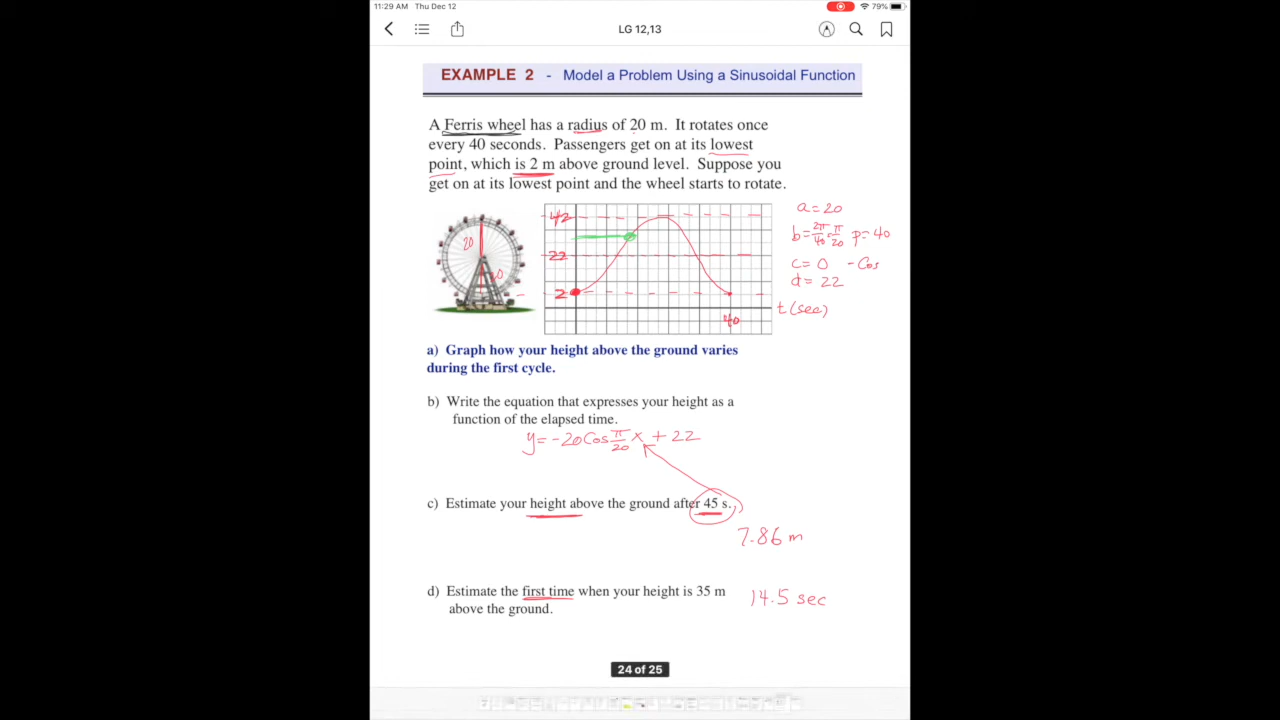 11:29 AM Thu Dec 12
79%
LG 12,13
EXAMPLE 2 - Model a Problem Using a Sinusoidal Function
A Ferris wheel has a radius of 20 m. It rotates once
every 40 seconds. Passengers get on at its lowest
point, which is 2 m above ground level. Suppose you
get on at its lowest point and the wheel starts to rotate.
20
20
42
22
2
40
t (sec)
a = 20
b = 2π/40 = π/20 p = 40
c = 0 - Cos
d = 22
a) Graph how your height above the ground varies
during the first cycle.
b) Write the equation that expresses your height as a
function of the elapsed time.
y = -20 Cos π/20 x + 22
c) Estimate your height above the ground after 45 s.
7.86 m
d) Estimate the first time when your height is 35 m
above the ground.
14.5 sec
24 of 25